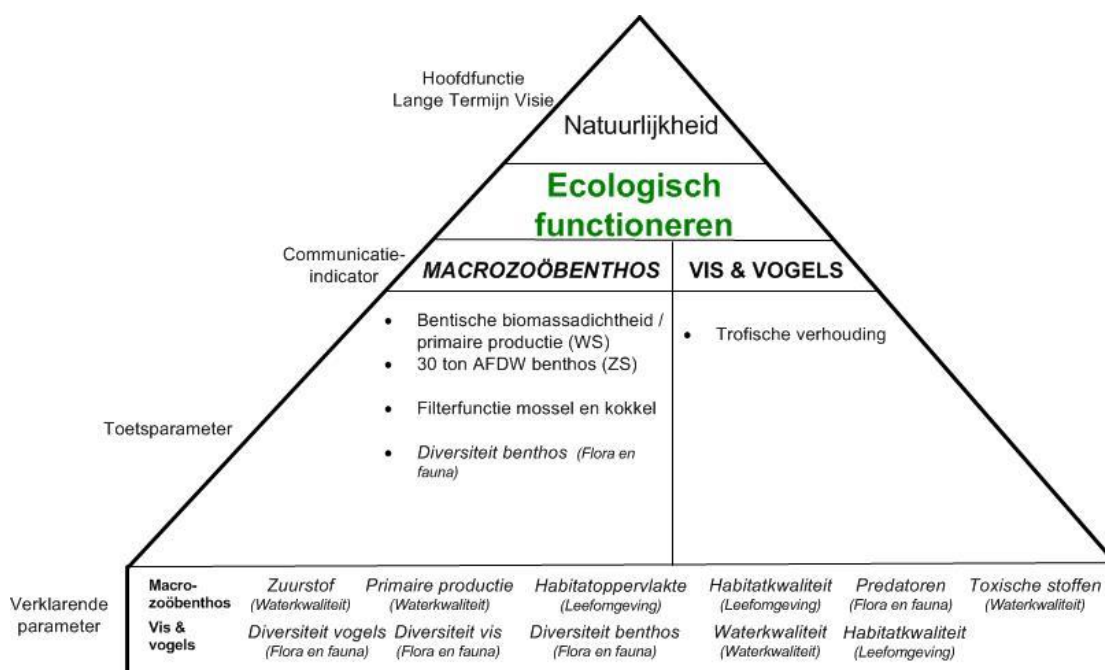 Hoofdfunctie
Lange Termijn Visie
Natuurlijkheid
Ecologisch
functioneren
Communicatie-
indicator
MACROZOÖBENTHOS
VIS & VOGELS
• Bentische biomassadichtheid /
primaire productie (WS)
• 30 ton AFDW benthos (ZS)
• Filterfunctie mossel en kokkel
• Diversiteit benthos (Flora en
fauna)
• Trofische verhouding
Toetsparameter
Verklarende
parameter
Macro-
zoöbenthos
Zuurstof
(Waterkwaliteit)
Primaire productie
(Waterkwaliteit)
Habitatoppervlakte
(Leefomgeving)
Habitatkwaliteit
(Leefomgeving)
Predatoren
(Flora en fauna)
Toxische stoffen
(Waterkwaliteit)
Vis &
vogels
Diversiteit vogels
(Flora en fauna)
Diversiteit vis
(Flora en fauna)
Diversiteit benthos
(Flora en fauna)
Waterkwaliteit
(Waterkwaliteit)
Habitatkwaliteit
(Leefomgeving)